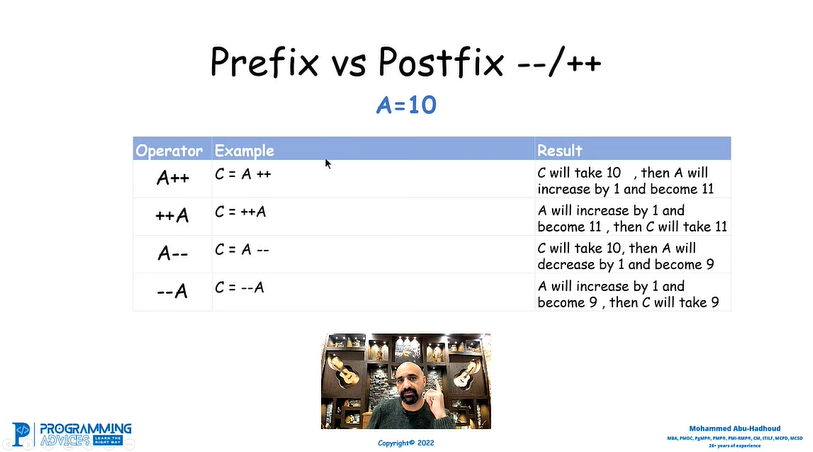 Prefix vs Postfix --/++
A=10
Operator Example Result
A++ C = A ++ C will take 10 , then A will
increase by 1 and become 11
++A C = ++A A will increase by 1 and
become 11 , then C will take 11
A-- C = A -- C will take 10, then A will
decrease by 1 and become 9
--A C = --A A will increase by 1 and
become 9 , then C will take 9
PROGRAMMING
ADVICES LEARN THE
RIGHT WAY
Copyright© 2022
Mohammed Abu-Hadhoud
MBA, PMOC, PgMP®, PMP®, PMI-RMP®, CM, ITILF, MCPD, MCSD
26+ years of experience